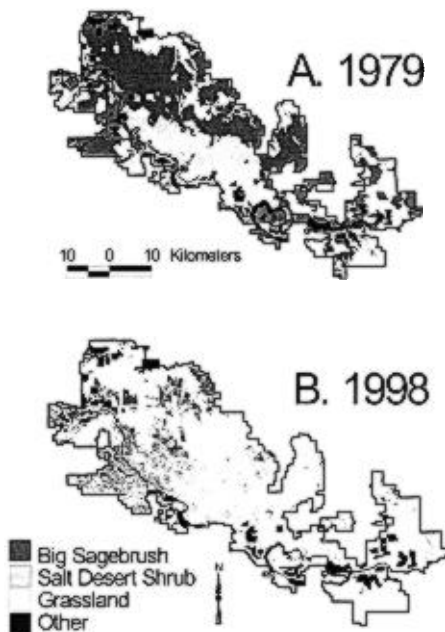 A. 1979
10 0 10 Kilometers
B. 1998
Big Sagebrush
Salt Desert Shrub
Grassland
Other
N